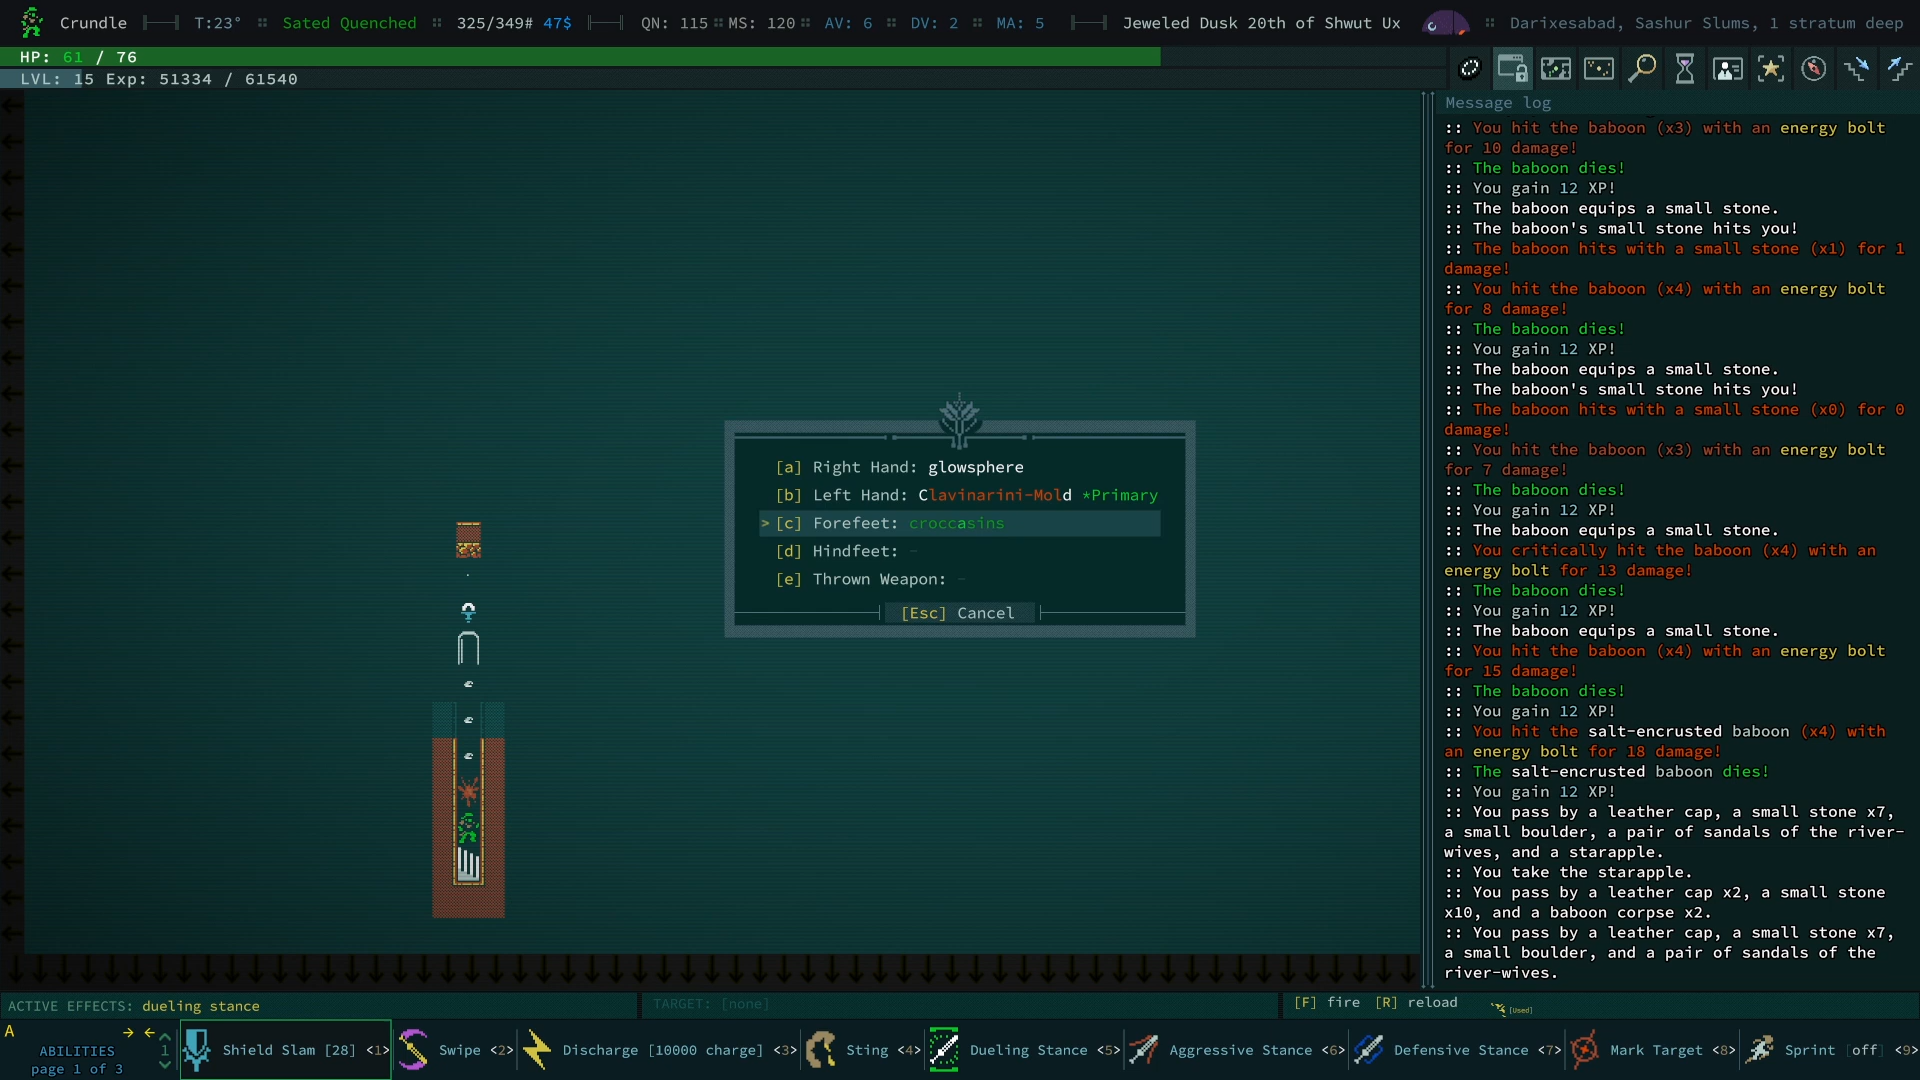 Crundle T:23° Sated Quenched 325/349# 47$ QN: 115 MS: 120 AV: 6 DV: 2 MA: 5 Jeweled Dusk 20th of Shwut Ux Darixesabad, Sashur Slums, 1 stratum deep
HP: 61 / 76
LVL: 15 Exp: 51334 / 61540
Message log
:: You hit the baboon (x3) with an energy bolt
for 10 damage!
:: The baboon dies!
:: You gain 12 XP!
:: The baboon equips a small stone.
:: The baboon's small stone hits you!
:: The baboon hits with a small stone (x1) for 1
damage!
:: You hit the baboon (x4) with an energy bolt
for 8 damage!
:: The baboon dies!
:: You gain 12 XP!
:: The baboon equips a small stone.
:: The baboon's small stone hits you!
:: The baboon hits with a small stone (x0) for 0
damage!
:: You hit the baboon (x3) with an energy bolt
for 7 damage!
:: The baboon dies!
:: You gain 12 XP!
:: The baboon equips a small stone.
:: You critically hit the baboon (x4) with an
energy bolt for 13 damage!
:: The baboon dies!
:: You gain 12 XP!
:: The baboon equips a small stone.
:: You hit the baboon (x4) with an energy bolt
for 15 damage!
:: The baboon dies!
:: You gain 12 XP!
:: You hit the salt-encrusted baboon (x4) with
an energy bolt for 18 damage!
:: The salt-encrusted baboon dies!
:: You gain 12 XP!
:: You pass by a leather cap, a small stone x7,
a small boulder, a pair of sandals of the river-
wives, and a starapple.
:: You take the starapple.
:: You pass by a leather cap x2, a small stone
x10, and a baboon corpse x2.
:: You pass by a leather cap, a small stone x7,
a small boulder, and a pair of sandals of the
river-wives.
[a] Right Hand: glowsphere
[b] Left Hand: Clavinarini-Mold *Primary
> [c] Forefeet: croccasins
[d] Hindfeet: -
[e] Thrown Weapon: -
[Esc] Cancel
ACTIVE EFFECTS: dueling stance
TARGET: [none]
[F] fire [R] reload [Used]
A
ABILITIES
page 1 of 3
1
Shield Slam [28] <1> Swipe <2> Discharge [10000 charge] <3> Sting <4> Dueling Stance <5> Aggressive Stance <6> Defensive Stance <7> Mark Target <8> Sprint [off] <9>